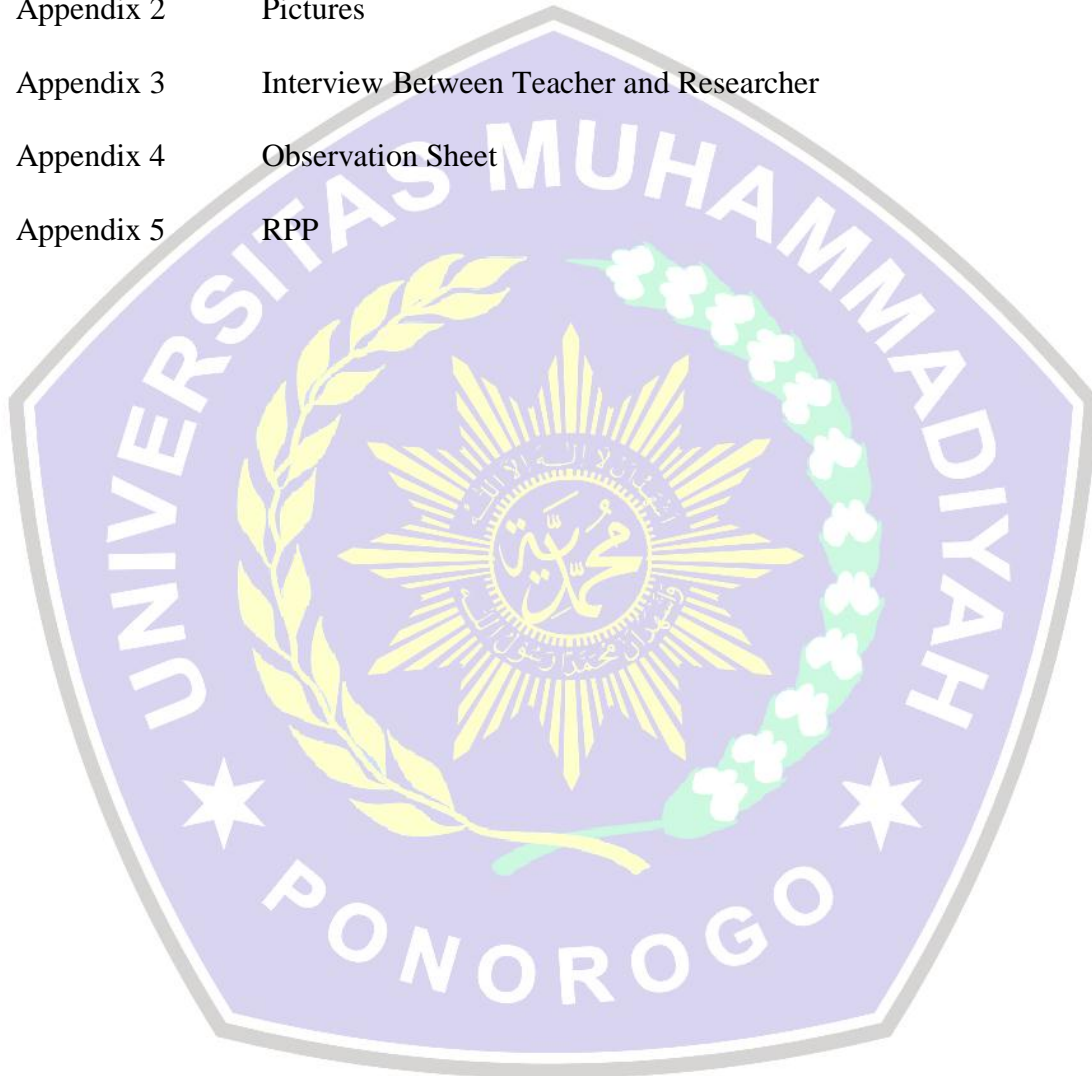 Appendix 2 Pictures
Appendix 3 Interview Between Teacher and Researcher
Appendix 4 Observation Sheet
Appendix 5 RPP
UNIVERSITAS MUHAMMADIYAH
محمد
PONOROGO